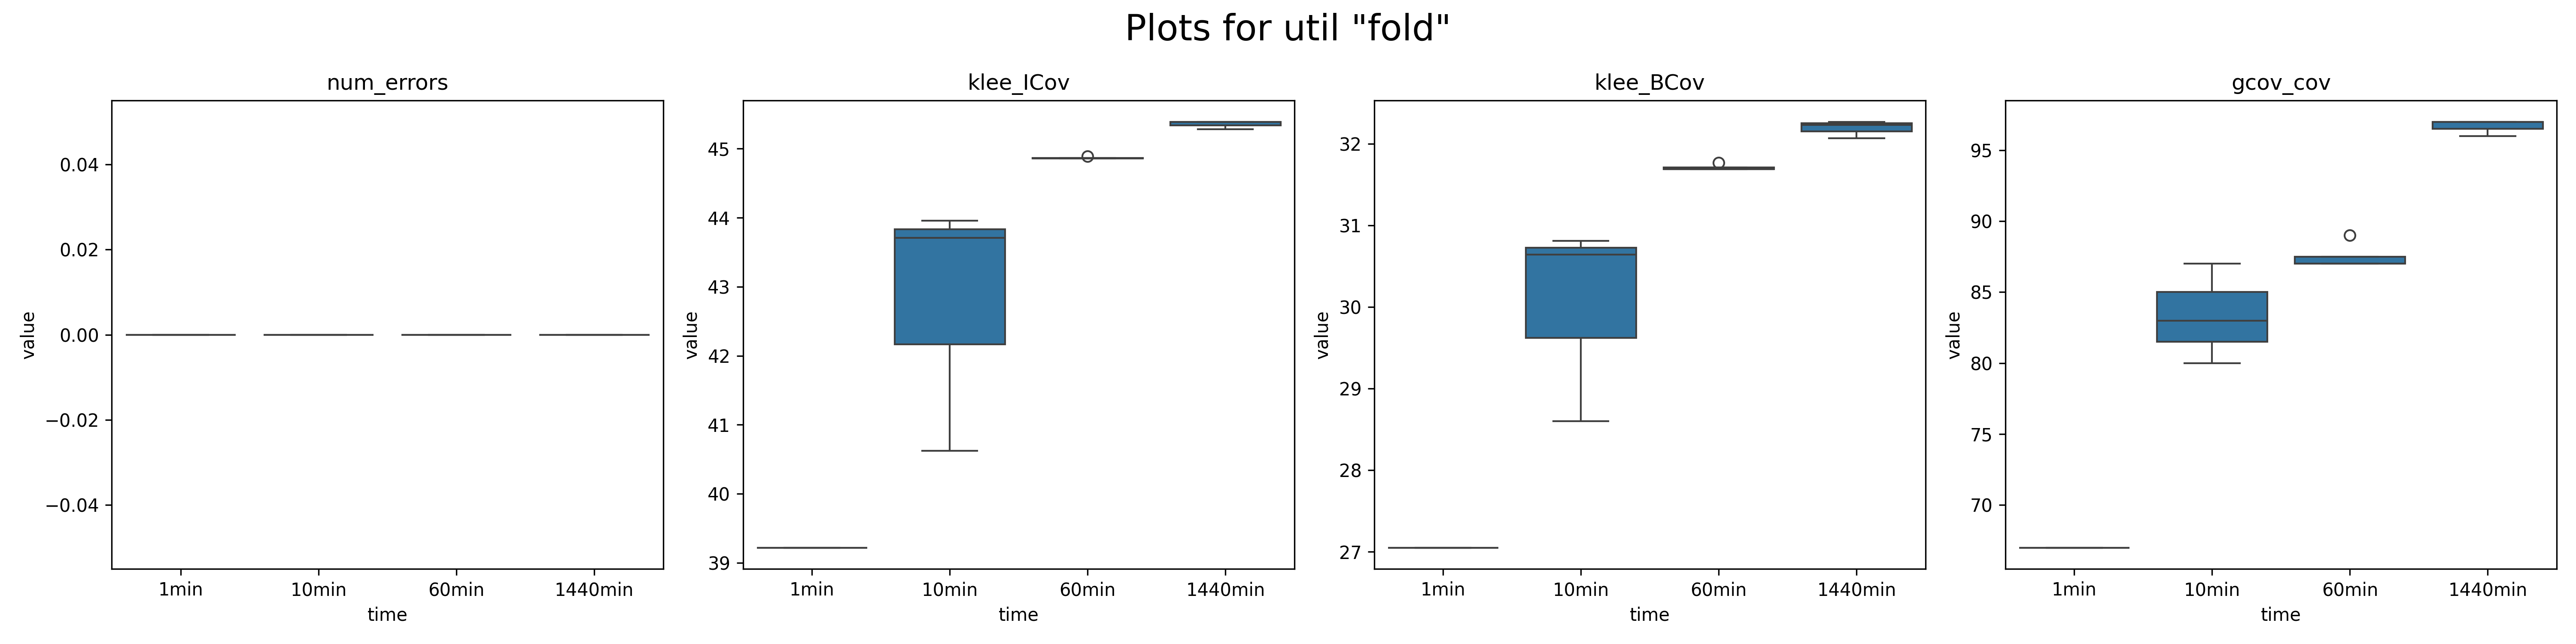 Plots for util "fold"
num_errors
value
0.04
0.02
0.00
−0.02
−0.04
1min 10min 60min 1440min
time
klee_ICov
value
45
44
43
42
41
40
39
1min 10min 60min 1440min
time
klee_BCov
value
32
31
30
29
28
27
1min 10min 60min 1440min
time
gcov_cov
value
95
90
85
80
75
70
1min 10min 60min 1440min
time